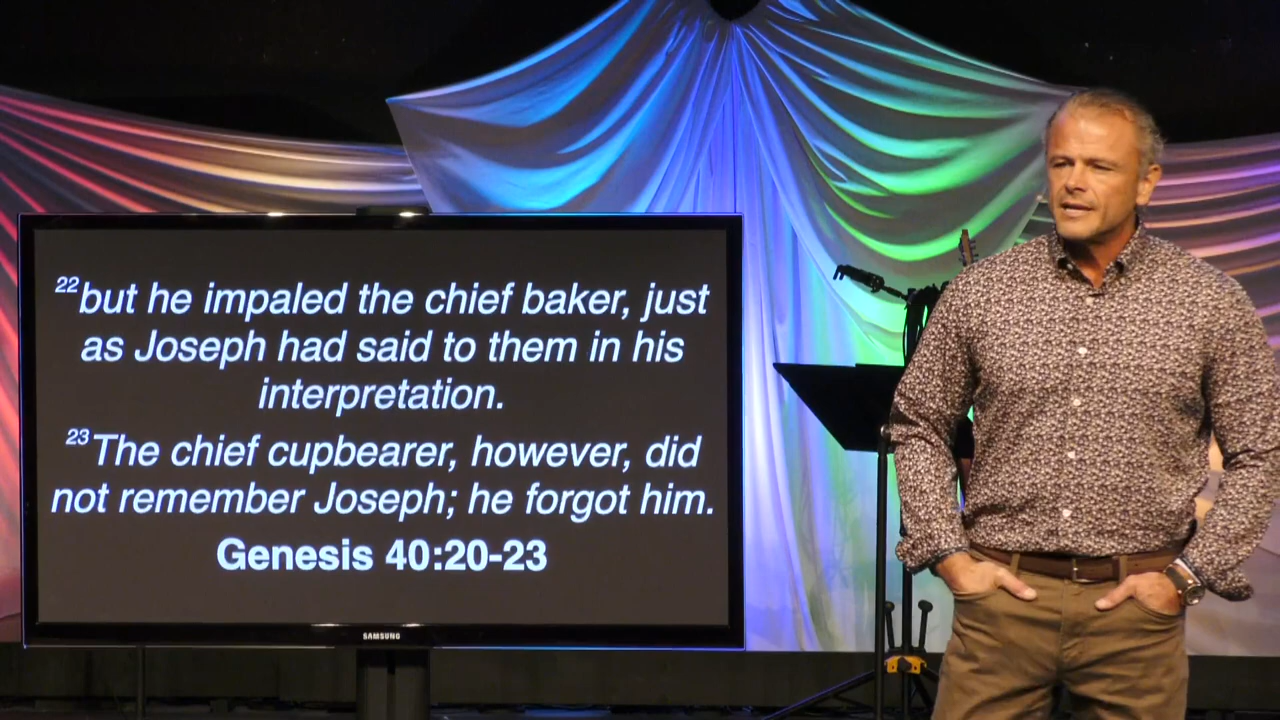 ²²but he impaled the chief baker, just
as Joseph had said to them in his
interpretation.
²³The chief cupbearer, however, did
not remember Joseph; he forgot him.
Genesis 40:20-23
SAMSUNG